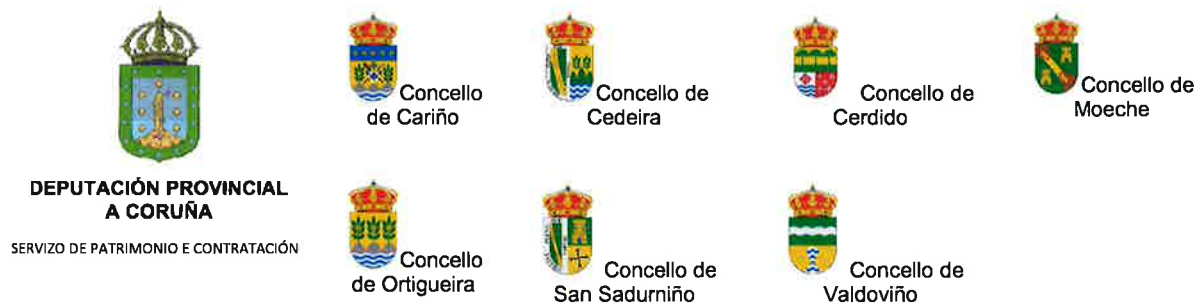 DEPUTACIÓN PROVINCIAL
A CORUÑA
SERVIZO DE PATRIMONIO E CONTRATACIÓN
Concello
de Cariño
Concello de
Cedeira
Concello de
Cerdido
Concello de
Moeche
Concello
de Ortigueira
Concello de
San Sadurniño
Concello de
Valdoviño